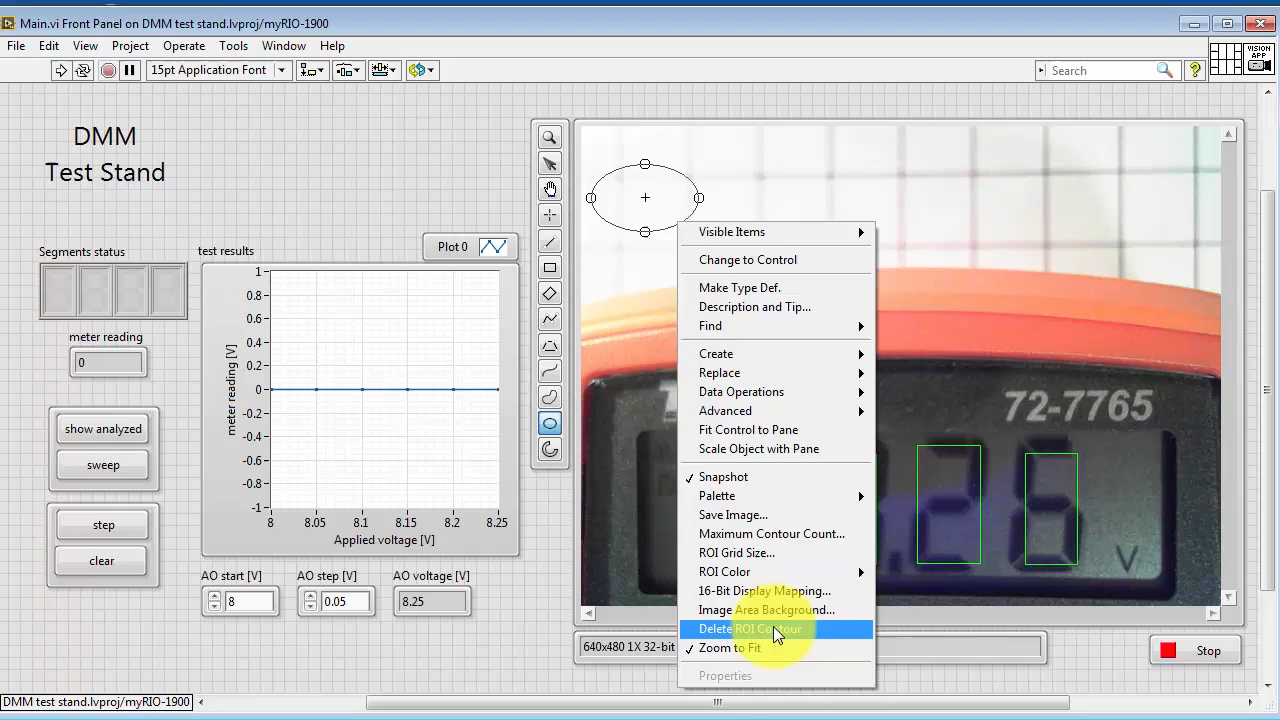 Main.vi Front Panel on DMM test stand.lvproj/myRIO-1900
File Edit View Project Operate Tools Window Help
15pt Application Font
Search
VISION
APP
DMM
Test Stand
Segments status
test results
Plot 0
meter reading
0
show analyzed
sweep
step
clear
meter reading [V]
1
0.8
0.6
0.4
0.2
0
-0.2
-0.4
-0.6
-0.8
-1
8 8.05 8.1 8.15 8.2 8.25
Applied voltage [V]
AO start [V]
8
AO step [V]
0.05
AO voltage [V]
8.25
72-7765
.26
V
Visible Items
Change to Control
Make Type Def.
Description and Tip...
Find
Create
Replace
Data Operations
Advanced
Fit Control to Pane
Scale Object with Pane
Snapshot
Palette
Save Image...
Maximum Contour Count...
ROI Grid Size...
ROI Color
16-Bit Display Mapping...
Image Area Background...
Delete ROI Contour
Zoom to Fit
Properties
640x480 1X 32-bit
Stop
DMM test stand.lvproj/myRIO-1900